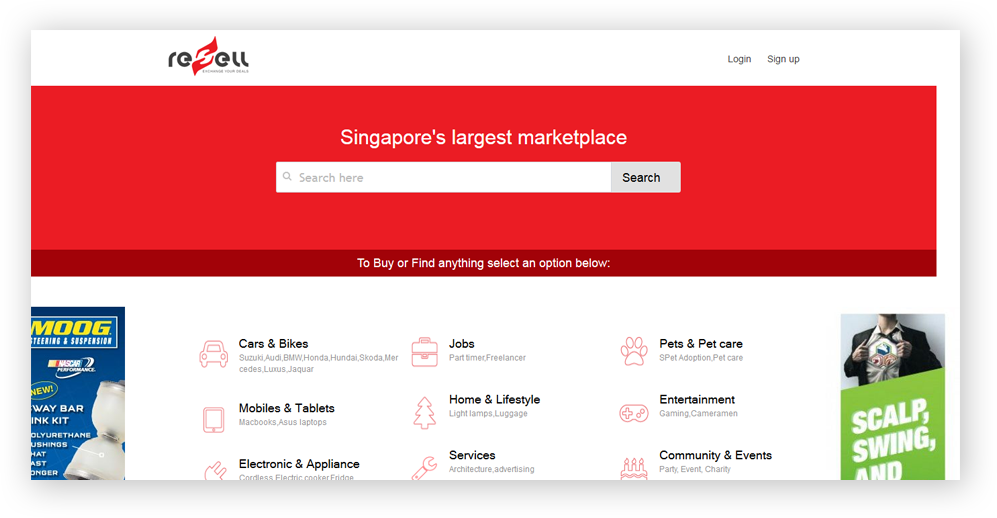 reSell
EXCHANGE YOUR DEALS
Login
Sign up
Singapore's largest marketplace
Search here
Search
To Buy or Find anything select an option below:
MOOG
STEERING & SUSPENSION
NASCAR
PERFORMANCE.
NEW!
WAY BAR
INK KIT
OLYURETHANE
USHINGS
HAT
AST
ONGER
Cars & Bikes
Suzuki,Audi,BMW,Honda,Hundai,Skoda,Mer
cedes,Luxus,Jaquar
Jobs
Part timer,Freelancer
Pets & Pet care
SPet Adoption,Pet care
Mobiles & Tablets
Macbooks,Asus laptops
Home & Lifestyle
Light lamps,Luggage
Entertainment
Gaming,Cameramen
Electronic & Appliance
Cordless,Electric cooker,Fridge
Services
Architecture,advertising
Community & Events
Party, Event, Charity
SCALP,
SWING,
AND